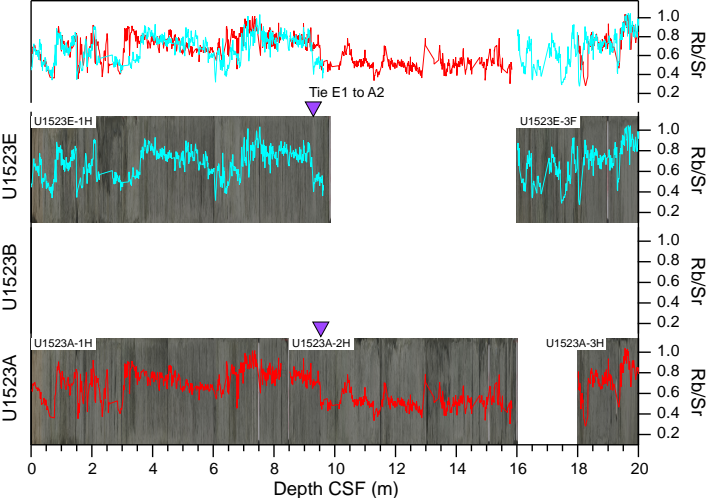 1.0
0.8
0.6
0.4
0.2
Rb/Sr
Tie E1 to A2
U1523E
U1523E-1H
U1523E-3F
1.0
0.8
0.6
0.4
0.2
Rb/Sr
U1523B
1.0
0.8
0.6
0.4
0.2
Rb/Sr
U1523A
U1523A-1H
U1523A-2H
U1523A-3H
1.0
0.8
0.6
0.4
0.2
Rb/Sr
0 2 4 6 8 10 12 14 16 18 20
Depth CSF (m)